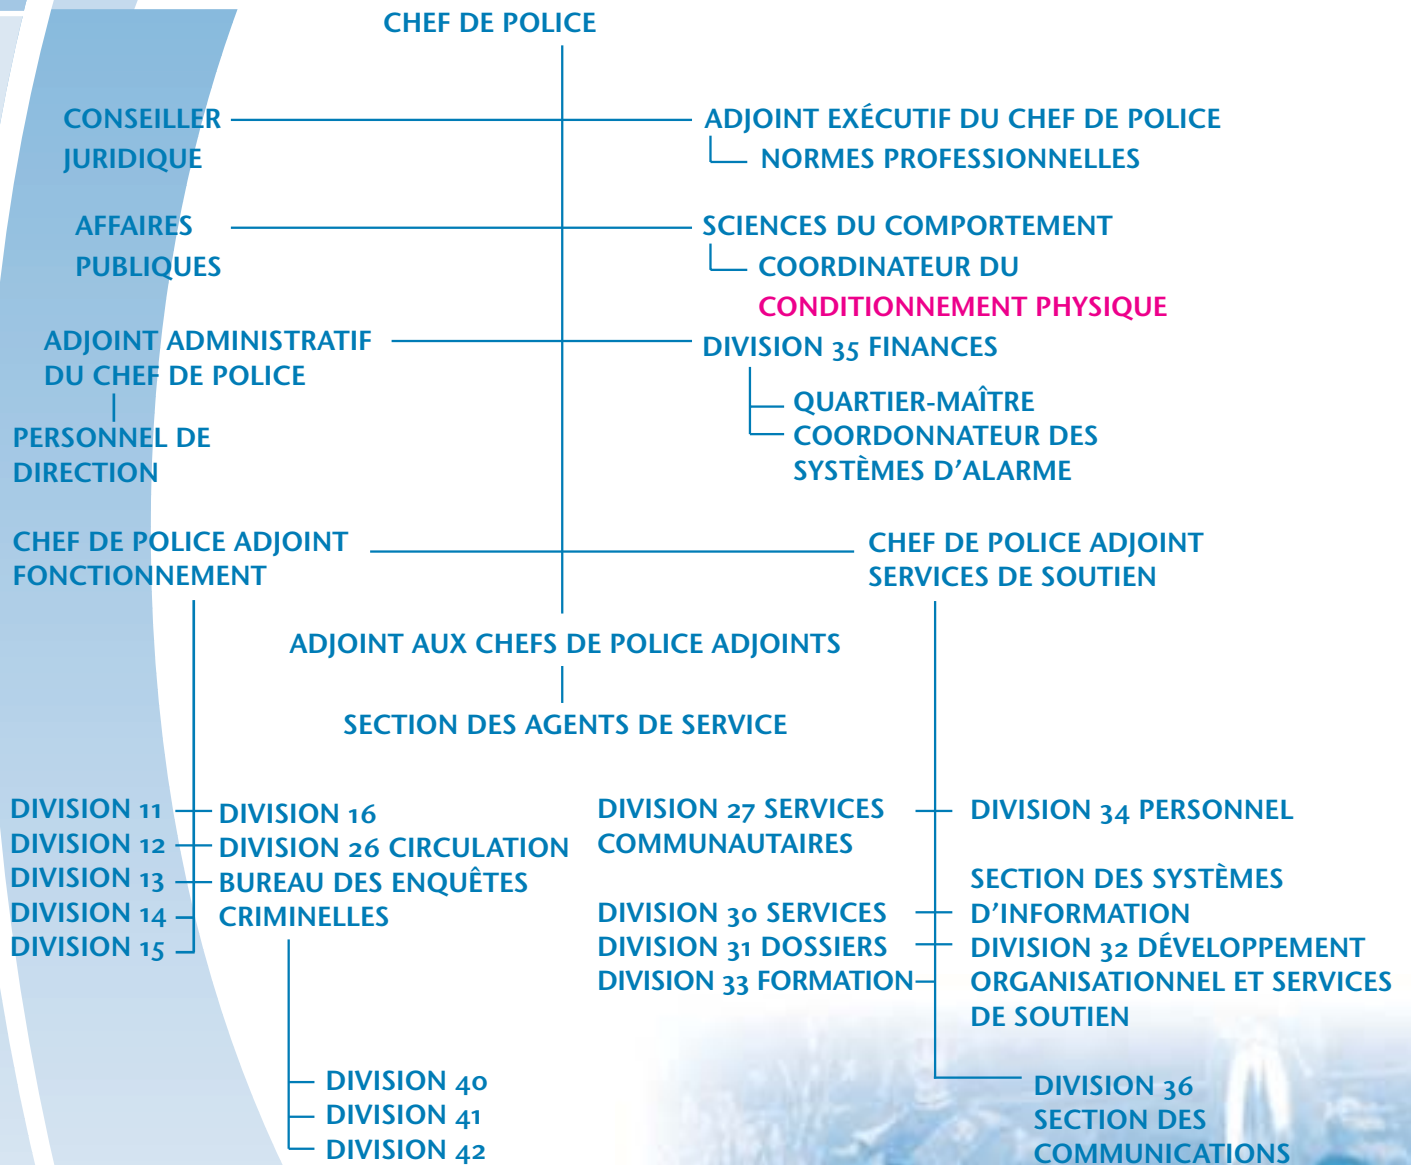 CHEF DE POLICE
CONSEILLER
JURIDIQUE
ADJOINT EXÉCUTIF DU CHEF DE POLICE
NORMES PROFESSIONNELLES
AFFAIRES
PUBLIQUES
SCIENCES DU COMPORTEMENT
COORDINATEUR DU
CONDITIONNEMENT PHYSIQUE
ADJOINT ADMINISTRATIF
DU CHEF DE POLICE
PERSONNEL DE
DIRECTION
DIVISION 35 FINANCES
QUARTIER-MAÎTRE
COORDONNATEUR DES
SYSTÈMES D'ALARME
CHEF DE POLICE ADJOINT
FONCTIONNEMENT
CHEF DE POLICE ADJOINT
SERVICES DE SOUTIEN
ADJOINT AUX CHEFS DE POLICE ADJOINTS
SECTION DES AGENTS DE SERVICE
DIVISION 11
DIVISION 12
DIVISION 13
DIVISION 14
DIVISION 15
DIVISION 16
DIVISION 26 CIRCULATION
BUREAU DES ENQUÊTES
CRIMINELLES
DIVISION 40
DIVISION 41
DIVISION 42
DIVISION 27 SERVICES
COMMUNAUTAIRES
DIVISION 30 SERVICES
DIVISION 31 DOSSIERS
DIVISION 33 FORMATION
DIVISION 34 PERSONNEL
SECTION DES SYSTÈMES
D'INFORMATION
DIVISION 32 DÉVELOPPEMENT
ORGANISATIONNEL ET SERVICES
DE SOUTIEN
DIVISION 36
SECTION DES
COMMUNICATIONS